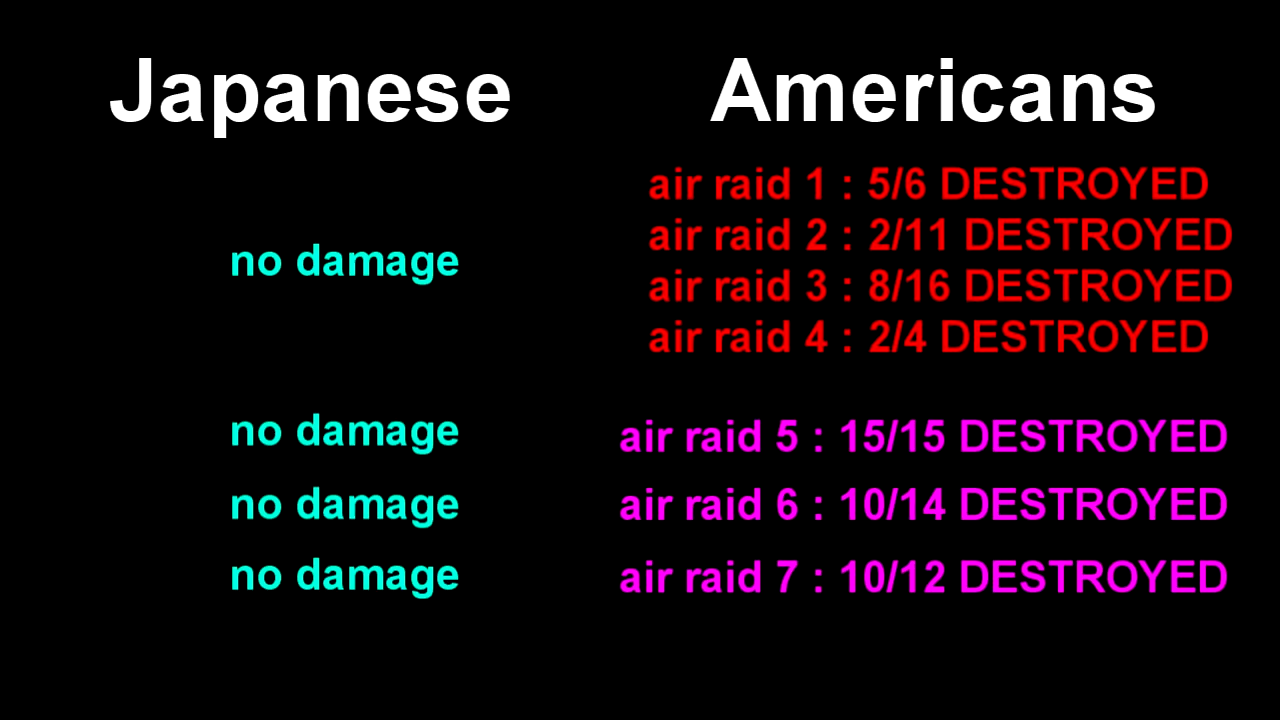 Japanese
Americans
no damage
air raid 1 : 5/6 DESTROYED
air raid 2 : 2/11 DESTROYED
air raid 3 : 8/16 DESTROYED
air raid 4 : 2/4 DESTROYED
no damage
air raid 5 : 15/15 DESTROYED
no damage
air raid 6 : 10/14 DESTROYED
no damage
air raid 7 : 10/12 DESTROYED